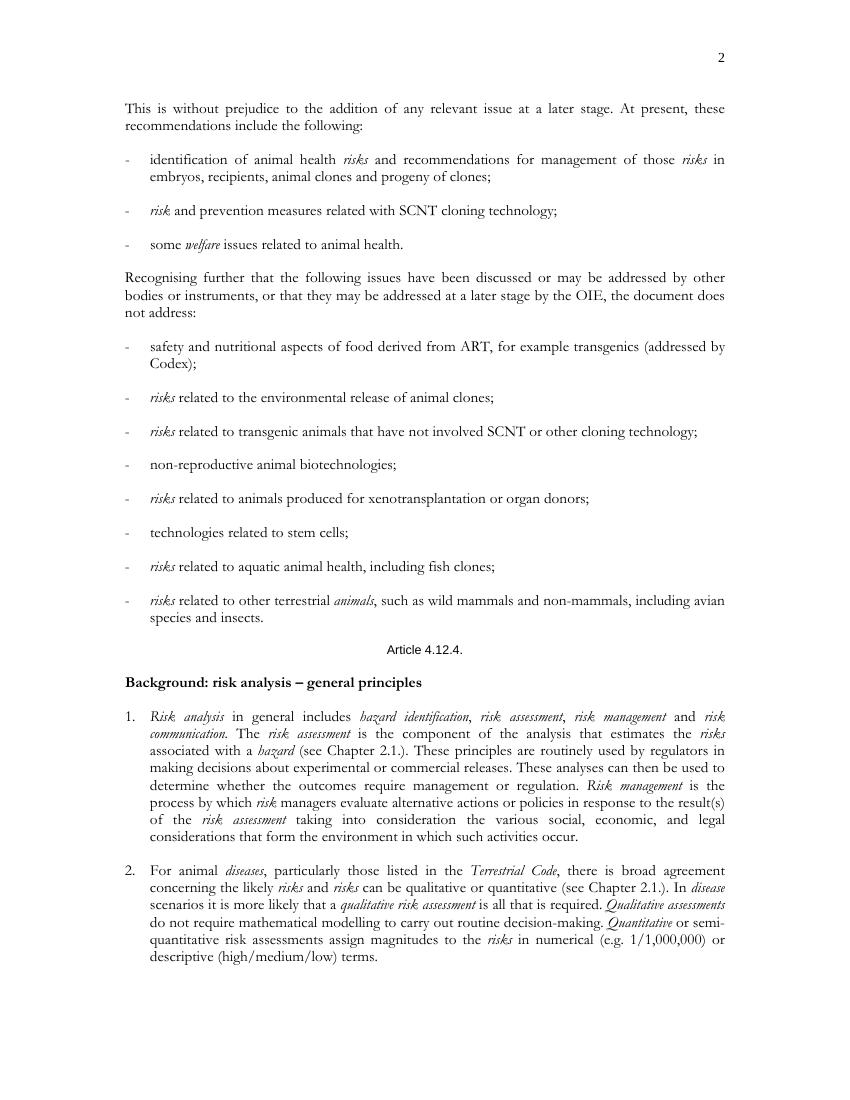 2
This is without prejudice to the addition of any relevant issue at a later stage. At present, these
recommendations include the following:
- identification of animal health risks and recommendations for management of those risks in
embryos, recipients, animal clones and progeny of clones;
- risk and prevention measures related with SCNT cloning technology;
- some welfare issues related to animal health.
Recognising further that the following issues have been discussed or may be addressed by other
bodies or instruments, or that they may be addressed at a later stage by the OIE, the document does
not address:
- safety and nutritional aspects of food derived from ART, for example transgenics (addressed by
Codex);
- risks related to the environmental release of animal clones;
- risks related to transgenic animals that have not involved SCNT or other cloning technology;
- non-reproductive animal biotechnologies;
- risks related to animals produced for xenotransplantation or organ donors;
- technologies related to stem cells;
- risks related to aquatic animal health, including fish clones;
- risks related to other terrestrial animals, such as wild mammals and non-mammals, including avian
species and insects.
Article 4.12.4.
Background: risk analysis – general principles
1. Risk analysis in general includes hazard identification, risk assessment, risk management and risk
communication. The risk assessment is the component of the analysis that estimates the risks
associated with a hazard (see Chapter 2.1.). These principles are routinely used by regulators in
making decisions about experimental or commercial releases. These analyses can then be used to
determine whether the outcomes require management or regulation. Risk management is the
process by which risk managers evaluate alternative actions or policies in response to the result(s)
of the risk assessment taking into consideration the various social, economic, and legal
considerations that form the environment in which such activities occur.
2. For animal diseases, particularly those listed in the Terrestrial Code, there is broad agreement
concerning the likely risks and risks can be qualitative or quantitative (see Chapter 2.1.). In disease
scenarios it is more likely that a qualitative risk assessment is all that is required. Qualitative assessments
do not require mathematical modelling to carry out routine decision-making. Quantitative or semi-
quantitative risk assessments assign magnitudes to the risks in numerical (e.g. 1/1,000,000) or
descriptive (high/medium/low) terms.